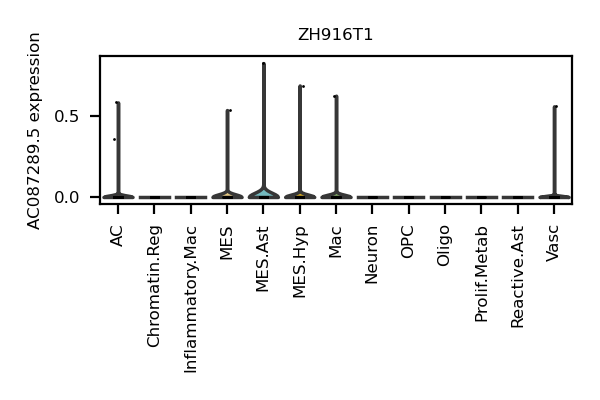 ZH916T1
AC087289.5 expression
0.5
0.0
AC
Chromatin.Reg
Inflammatory.Mac
MES
MES.Ast
MES.Hyp
Mac
Neuron
OPC
Oligo
Prolif.Metab
Reactive.Ast
Vasc